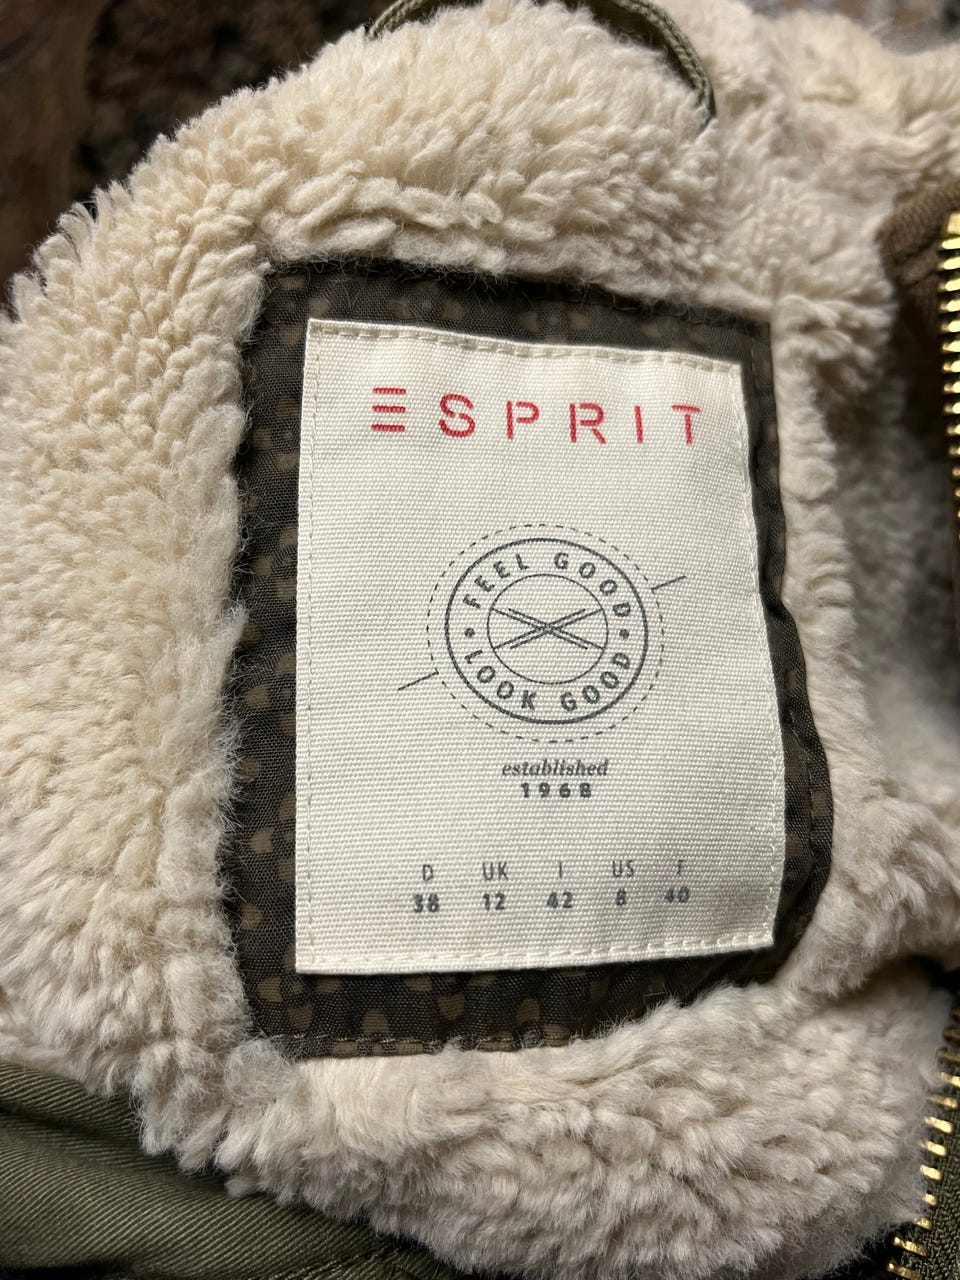 ESPRIT
FEEL GOOD
LOOK GOOD
established
1968
D UK I US F
38 12 42 8 40